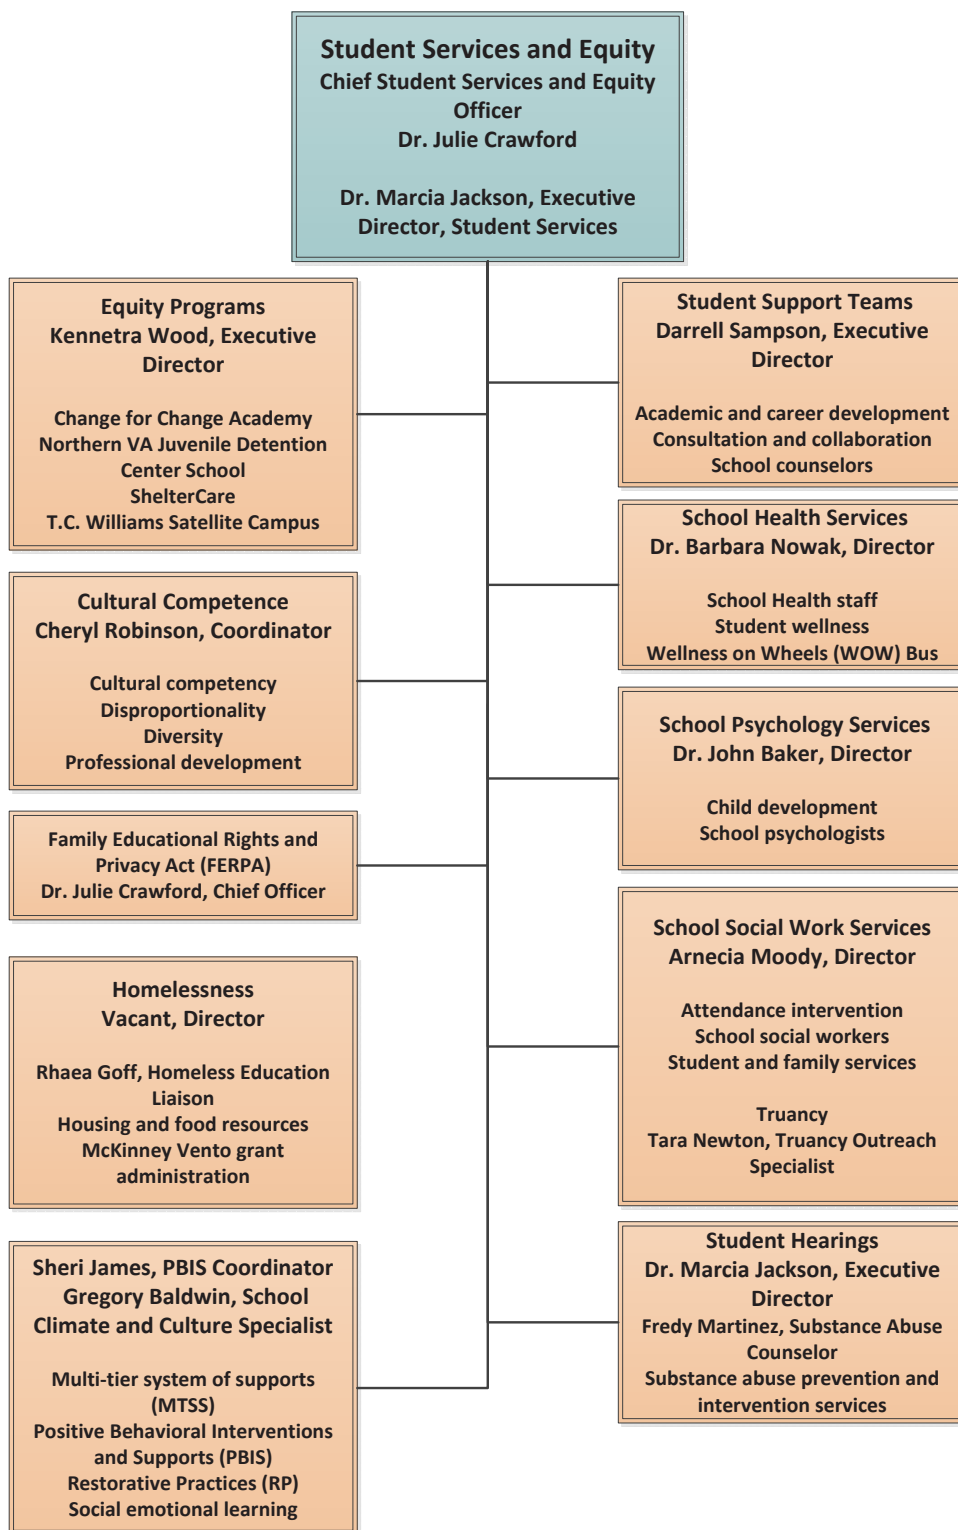 Student Services and Equity
Chief Student Services and Equity
Officer
Dr. Julie Crawford
Dr. Marcia Jackson, Executive
Director, Student Services
Equity Programs
Kennetra Wood, Executive
Director
Change for Change Academy
Northern VA Juvenile Detention
Center School
ShelterCare
T.C. Williams Satellite Campus
Cultural Competence
Cheryl Robinson, Coordinator
Cultural competency
Disproportionality
Diversity
Professional development
Family Educational Rights and
Privacy Act (FERPA)
Dr. Julie Crawford, Chief Officer
Homelessness
Vacant, Director
Rhaea Goff, Homeless Education
Liaison
Housing and food resources
McKinney Vento grant
administration
Sheri James, PBIS Coordinator
Gregory Baldwin, School
Climate and Culture Specialist
Multi-tier system of supports
(MTSS)
Positive Behavioral Interventions
and Supports (PBIS)
Restorative Practices (RP)
Social emotional learning
Student Support Teams
Darrell Sampson, Executive
Director
Academic and career development
Consultation and collaboration
School counselors
School Health Services
Dr. Barbara Nowak, Director
School Health staff
Student wellness
Wellness on Wheels (WOW) Bus
School Psychology Services
Dr. John Baker, Director
Child development
School psychologists
School Social Work Services
Arnecia Moody, Director
Attendance intervention
School social workers
Student and family services
Truancy
Tara Newton, Truancy Outreach
Specialist
Student Hearings
Dr. Marcia Jackson, Executive
Director
Fredy Martinez, Substance Abuse
Counselor
Substance abuse prevention and
intervention services